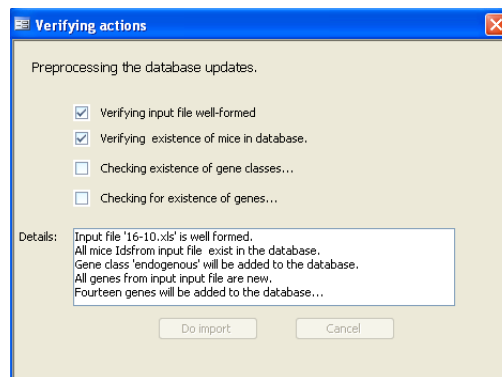 Verifying actions
Preprocessing the database updates.
Verifying input file well-formed
Verifying existence of mice in database.
Checking existence of gene classes...
Checking for existence of genes...
Details:
Input file '16-10.xls' is well formed.
All mice Idsfrom input file exist in the database.
Gene class 'endogenous' will be added to the database.
All genes from input input file are new.
Fourteen genes will be added to the database...
Do import
Cancel